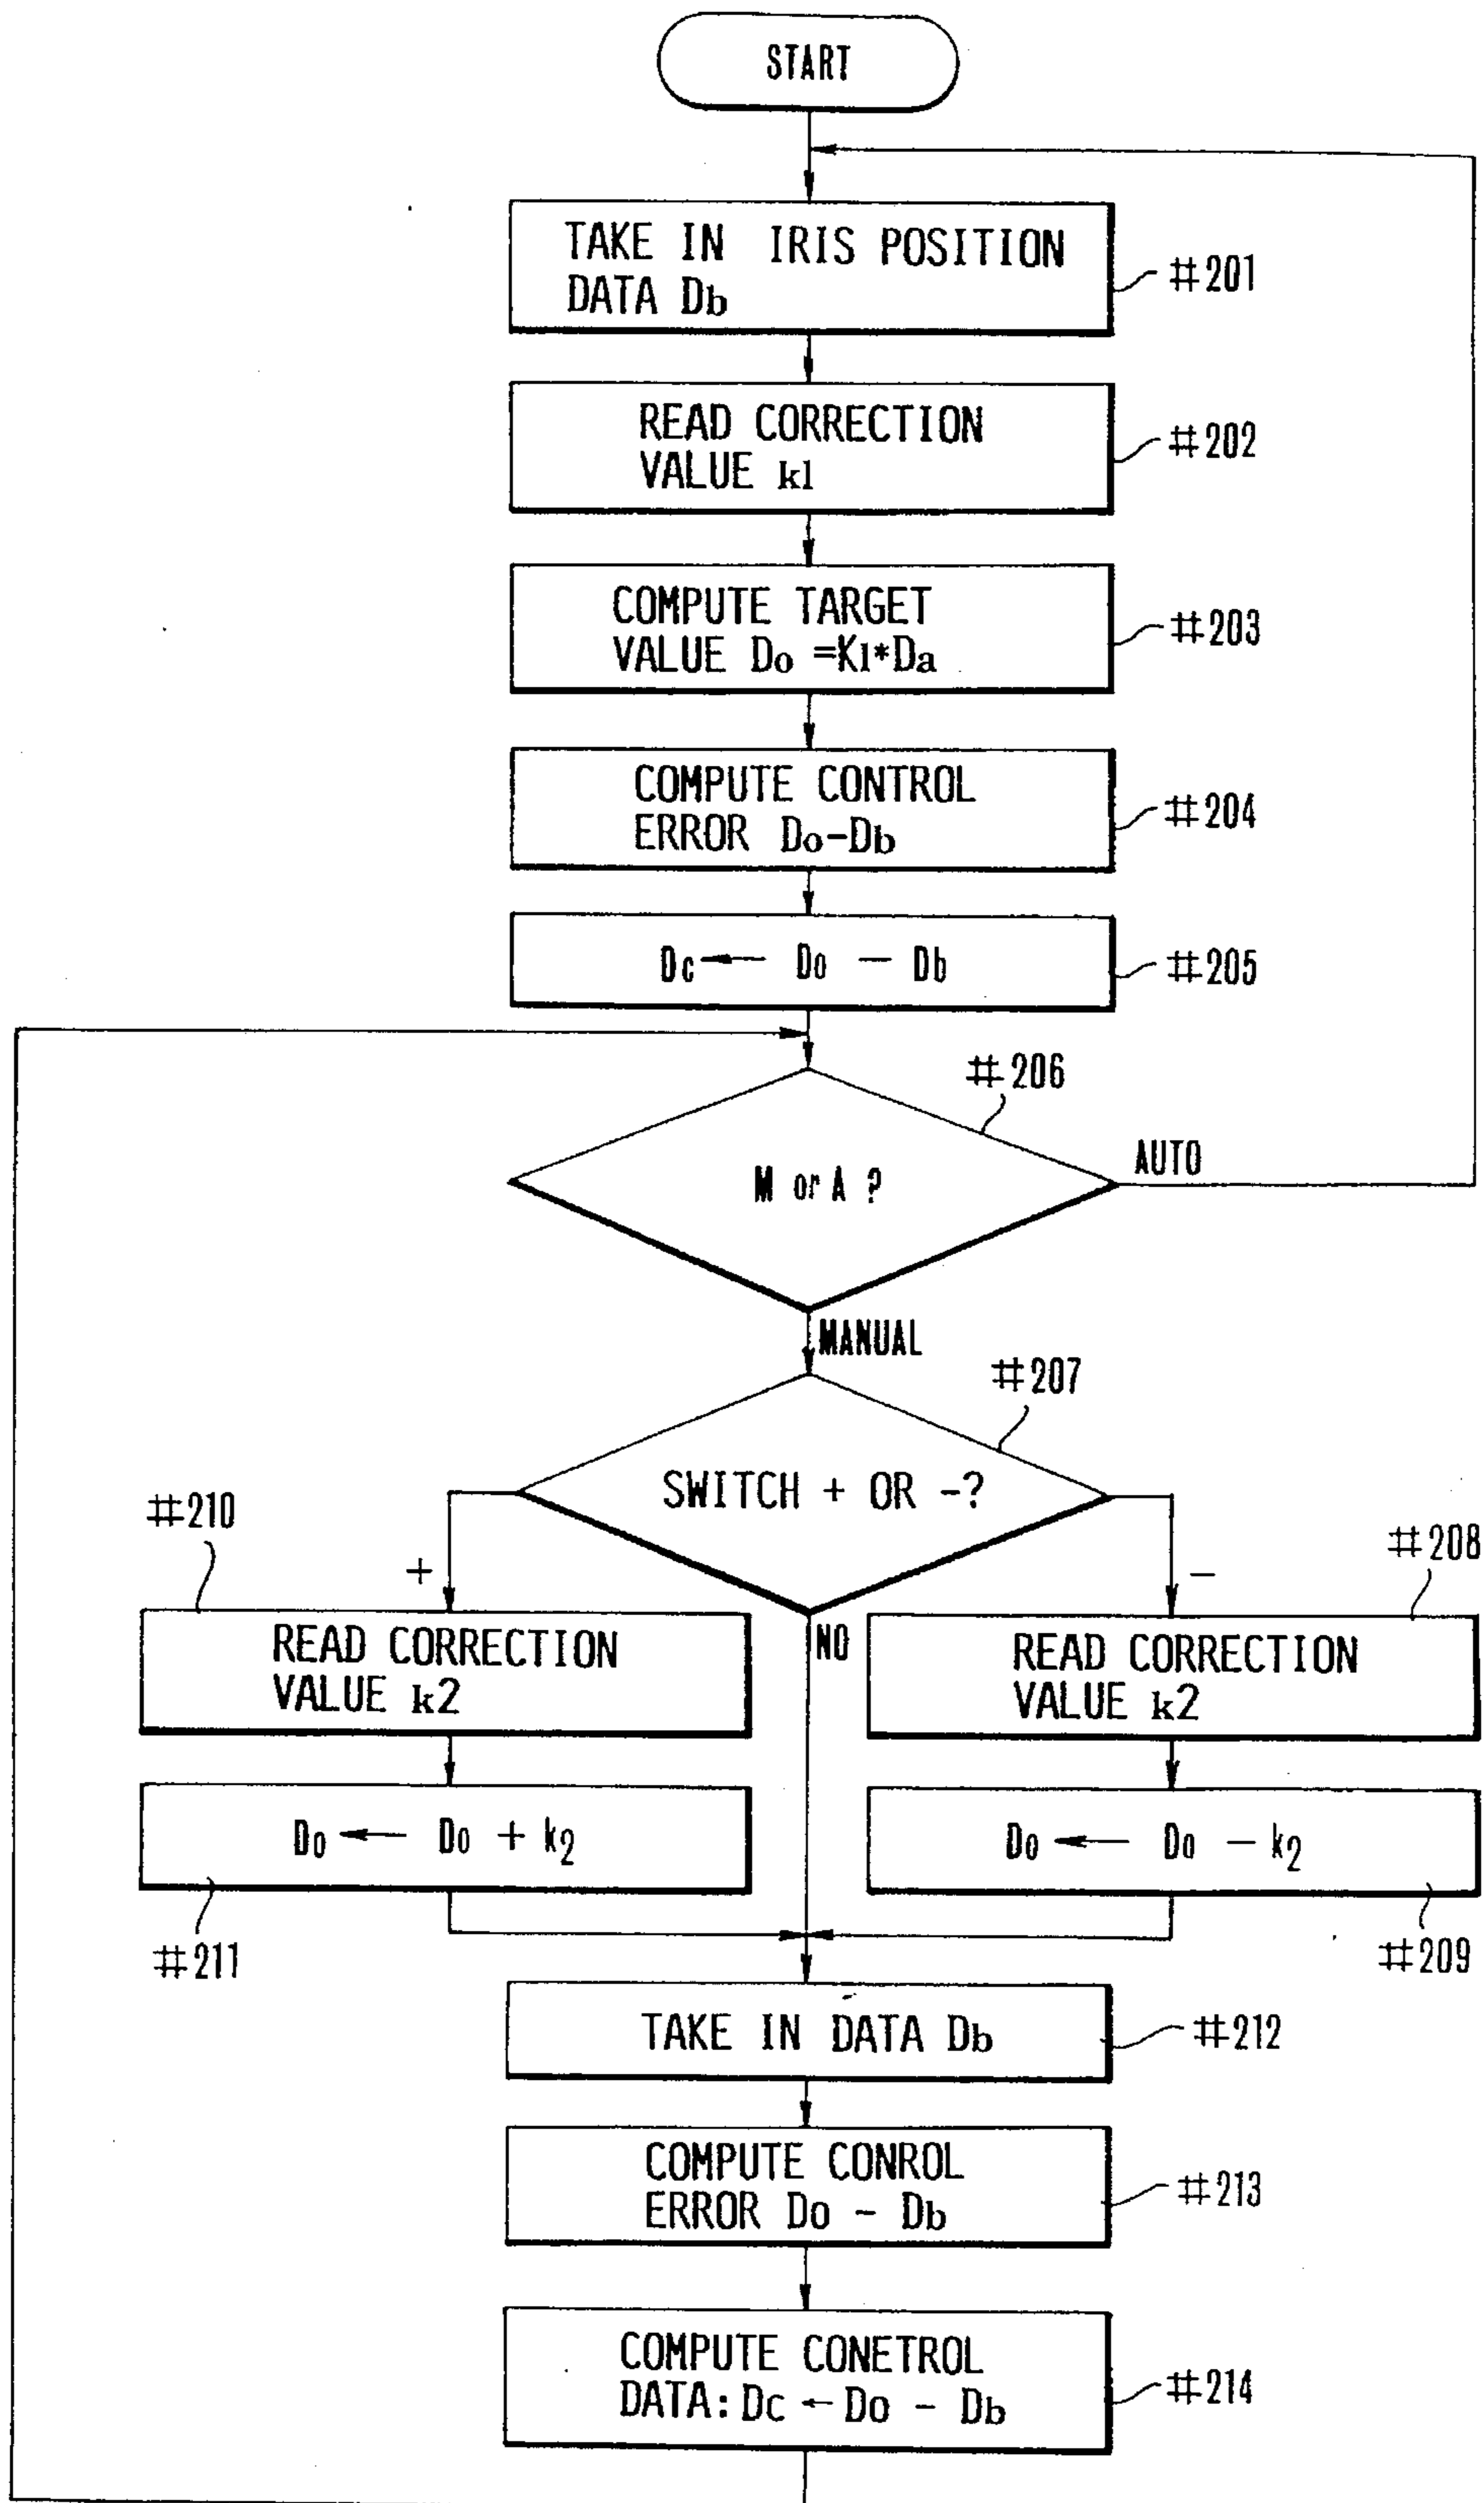 START
TAKE IN IRIS POSITION
DATA Db
#201
READ CORRECTION
VALUE k1
#202
COMPUTE TARGET
VALUE Do =K1*Da
#203
COMPUTE CONTROL
ERROR Do-Db
#204
Dc ← Do - Db
#205
#206
M or A ?
AUTO
MANUAL
#207
SWITCH + OR -?
#210
+
-
#208
READ CORRECTION
VALUE k2
NO
READ CORRECTION
VALUE k2
Do ← Do + k2
Do ← Do - k2
#211
#209
TAKE IN DATA Db
#212
COMPUTE CONROL
ERROR Do - Db
#213
COMPUTE CONETROL
DATA: Dc ← Do - Db
#214